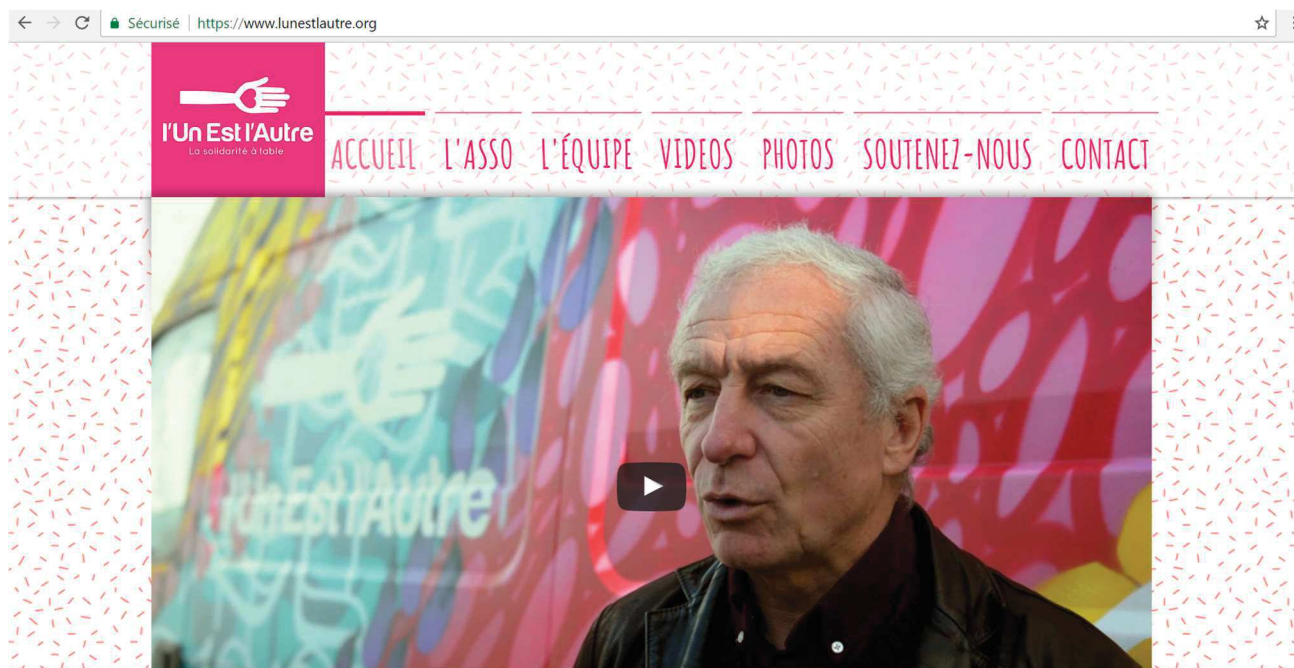 Sécurisé https://www.lunestlautre.org
l'Un Est l'Autre
La solidarité à table
ACCUEIL L'ASSO L'ÉQUIPE VIDEOS PHOTOS SOUTENEZ-NOUS CONTACT
l'Un Est l'Autre